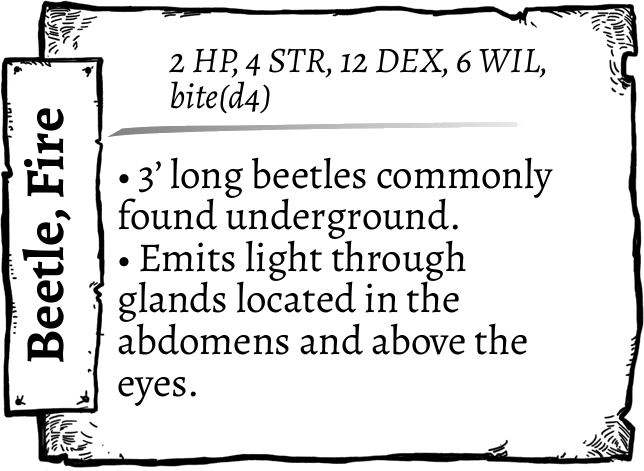 Beetle, Fire
2 HP, 4 STR, 12 DEX, 6 WIL,
bite(d4)
• 3’ long beetles commonly
found underground.
• Emits light through
glands located in the
abdomens and above the
eyes.